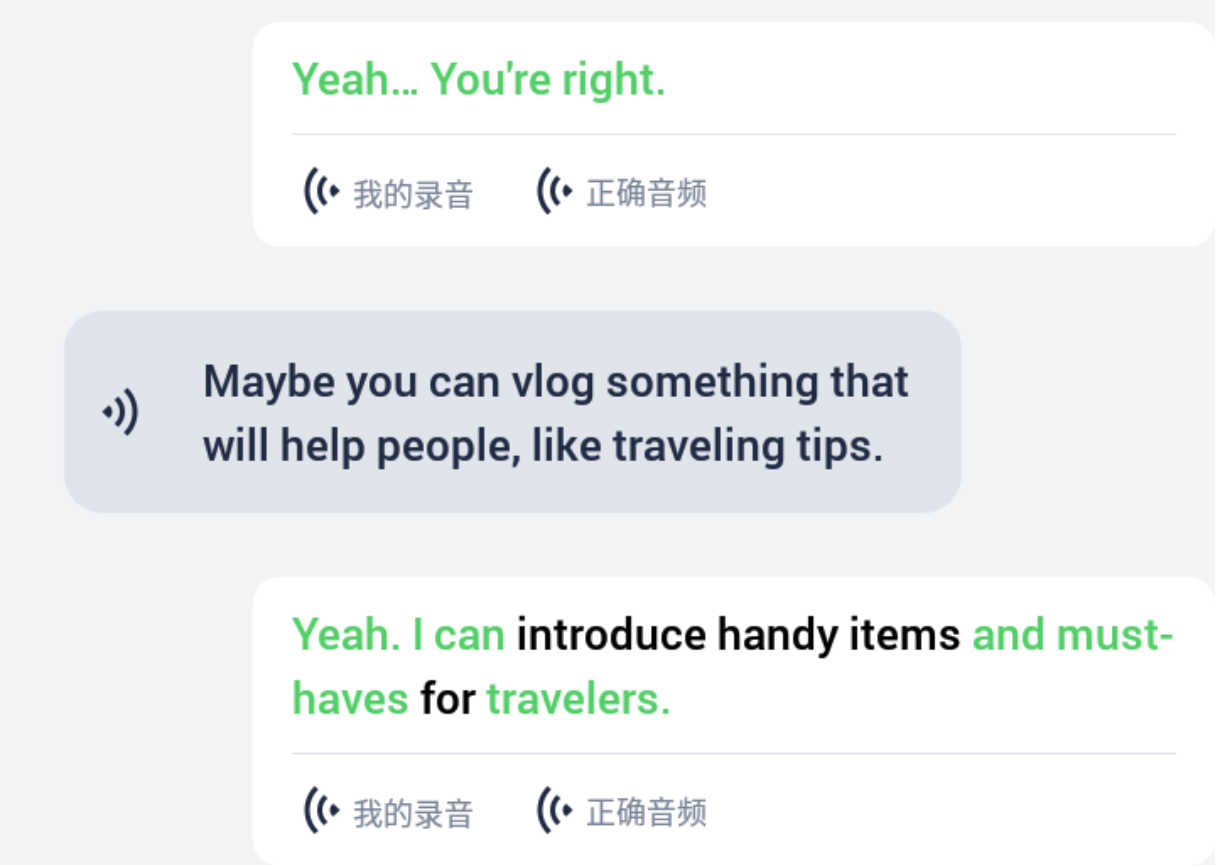 Yeah... You're right.
我的录音 正确音频
Maybe you can vlog something that
will help people, like traveling tips.
Yeah. I can introduce handy items and must-
haves for travelers.
我的录音 正确音频